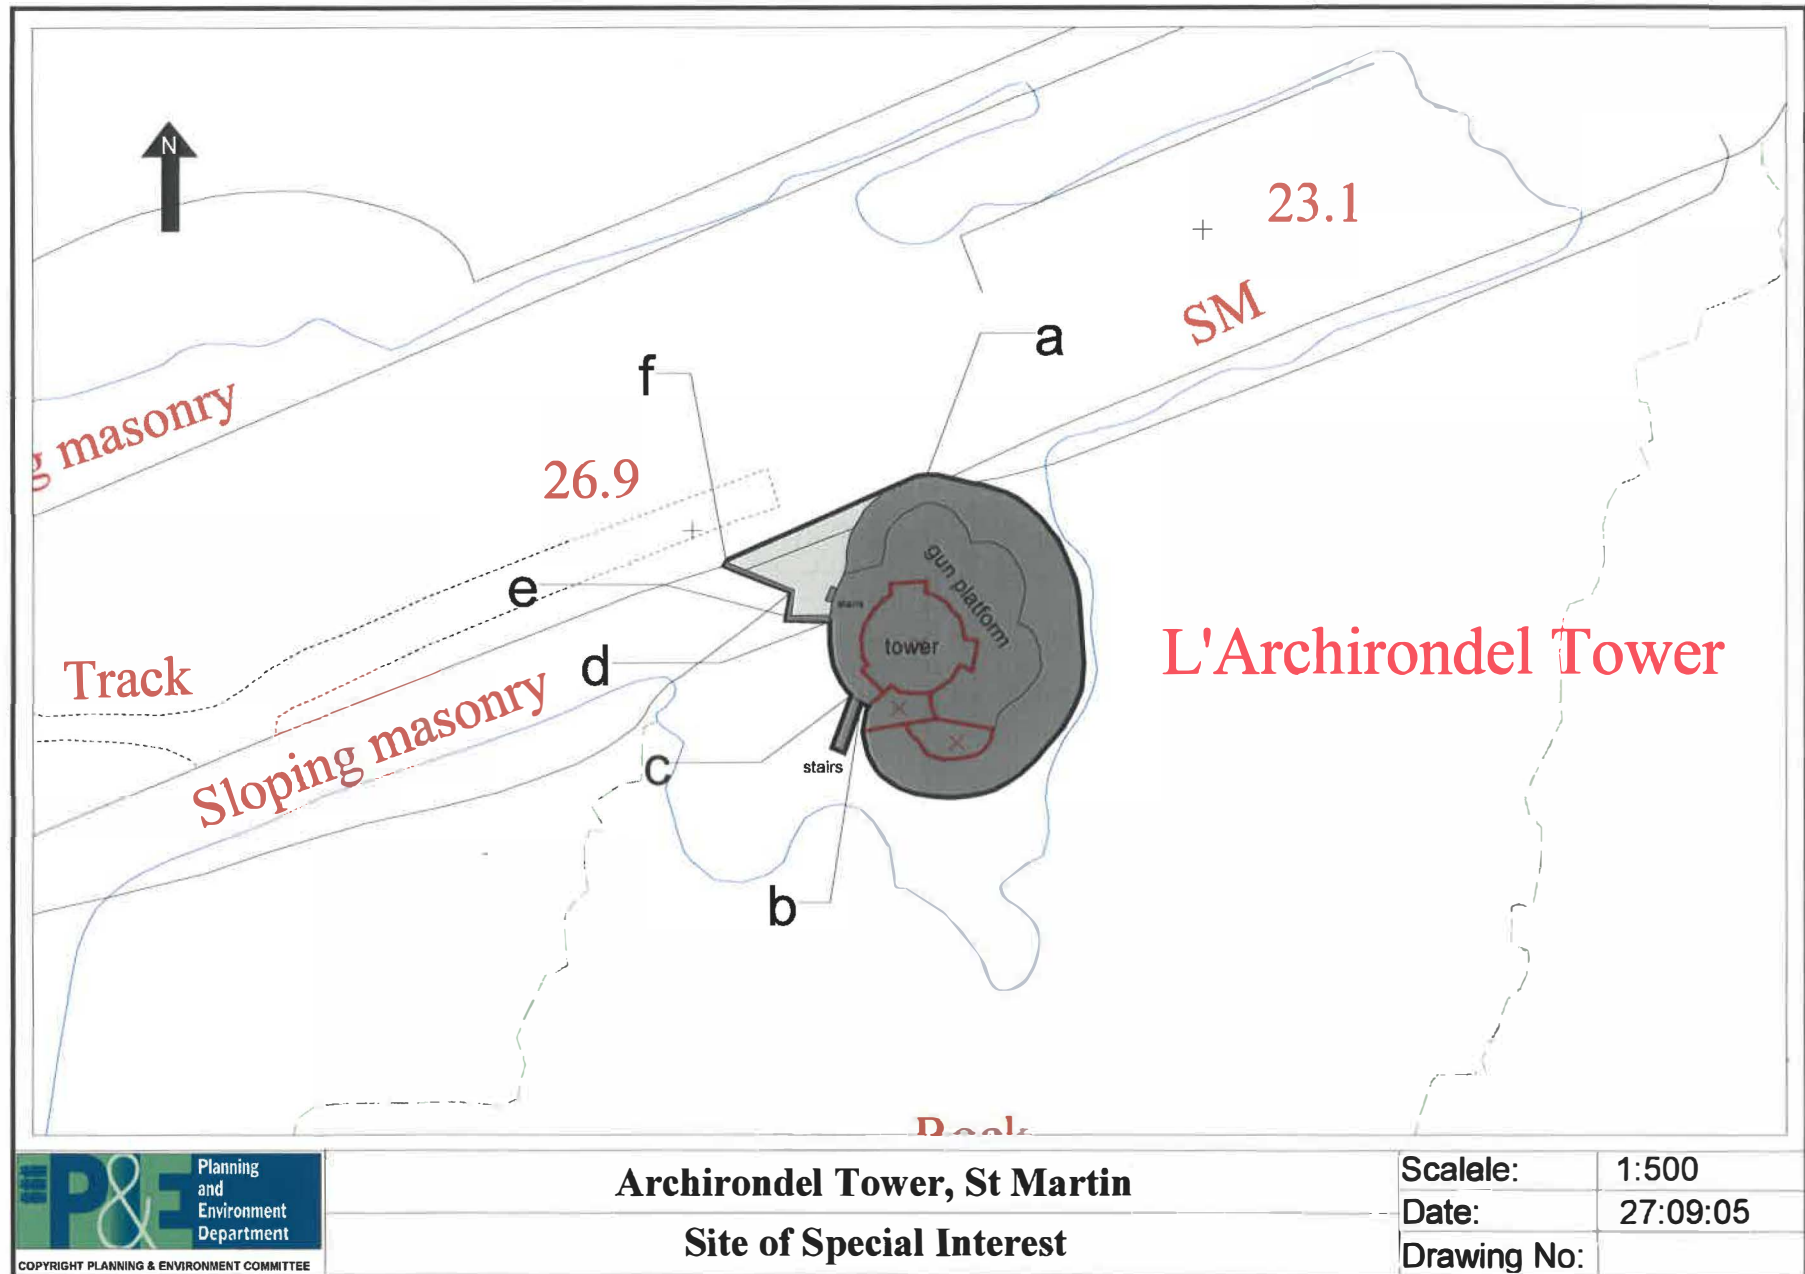 N
23.1
SM
a
f
g masonry
26.9
gun platform
e
stairs
tower
L'Archirondel Tower
d
Track
Sloping masonry
c
stairs
b
Planning
and
P&E
Environment
Department
COPYRIGHT PLANNING & ENVIRONMENT COMMITTEE
Archirondel Tower, St Martin
Site of Special Interest
Scalele: 1:500
Date: 27:09:05
Drawing No: